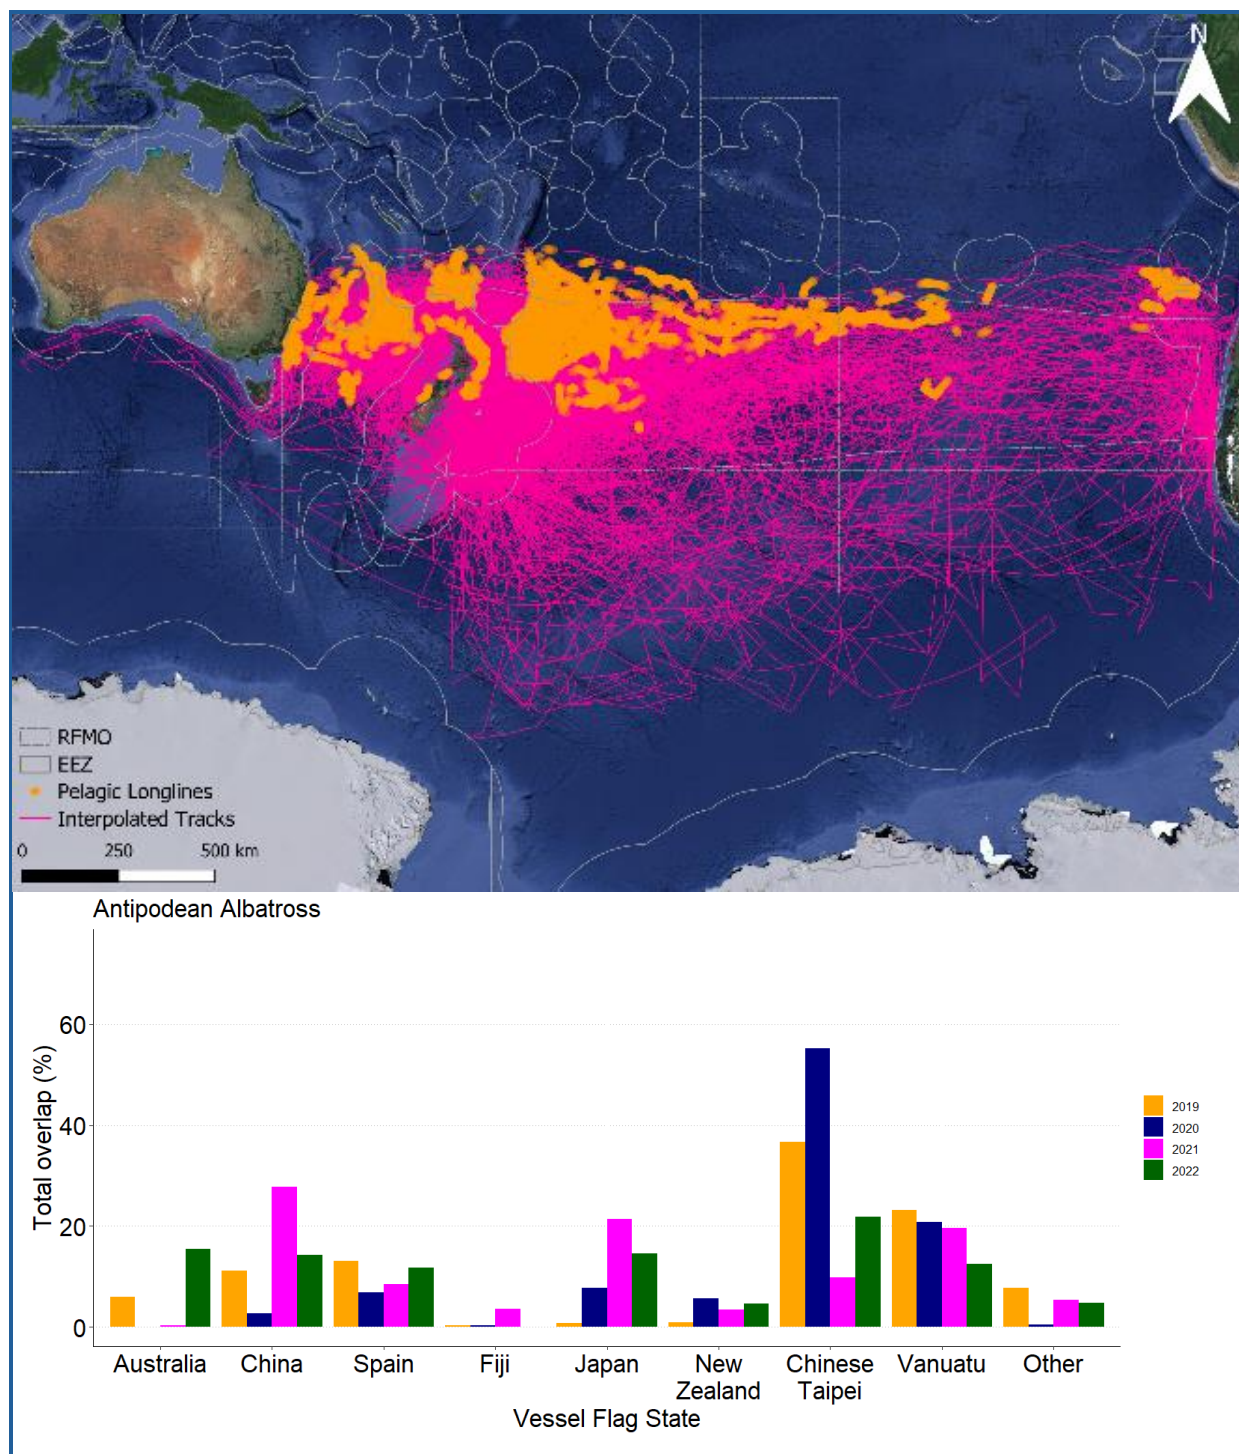 N
RFMO
EEZ
Pelagic Longlines
Interpolated Tracks
0 250 500 km
Antipodean Albatross
Total overlap (%)
60
40
20
0
2019
2020
2021
2022
Australia China Spain Fiji Japan New Zealand Chinese Taipei Vanuatu Other
Vessel Flag State